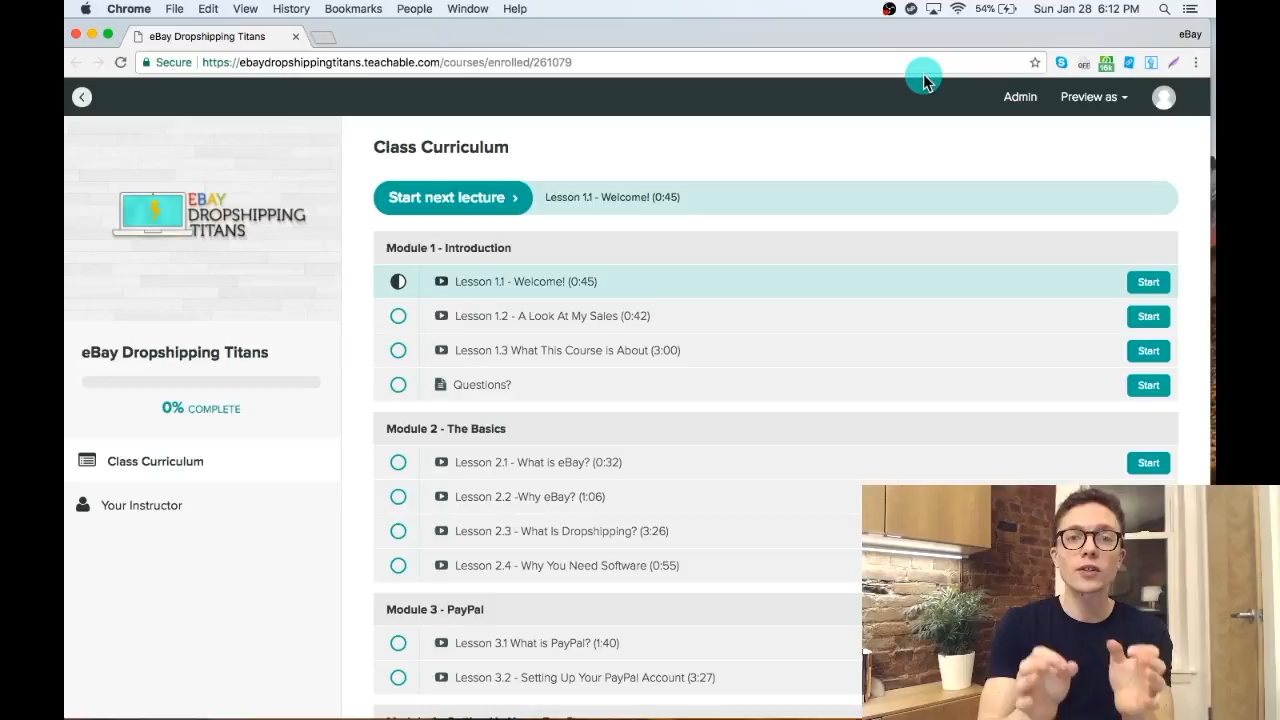 Chrome File Edit View History Bookmarks People Window Help 54% Sun Jan 28 6:12 PM
eBay Dropshipping Titans eBay
Secure https://ebaydropshippingtitans.teachable.com/courses/enrolled/261079 OFF 16k
Admin Preview as
EBAY
DROPSHIPPING
TITANS
eBay Dropshipping Titans
0% COMPLETE
Class Curriculum
Your Instructor
Class Curriculum
Start next lecture › Lesson 1.1 - Welcome! (0:45)
Module 1 - Introduction
Lesson 1.1 - Welcome! (0:45) Start
Lesson 1.2 - A Look At My Sales (0:42) Start
Lesson 1.3 What This Course is About (3:00) Start
Questions? Start
Module 2 - The Basics
Lesson 2.1 - What is eBay? (0:32) Start
Lesson 2.2 -Why eBay? (1:06)
Lesson 2.3 - What Is Dropshipping? (3:26)
Lesson 2.4 - Why You Need Software (0:55)
Module 3 - PayPal
Lesson 3.1 What is PayPal? (1:40)
Lesson 3.2 - Setting Up Your PayPal Account (3:27)